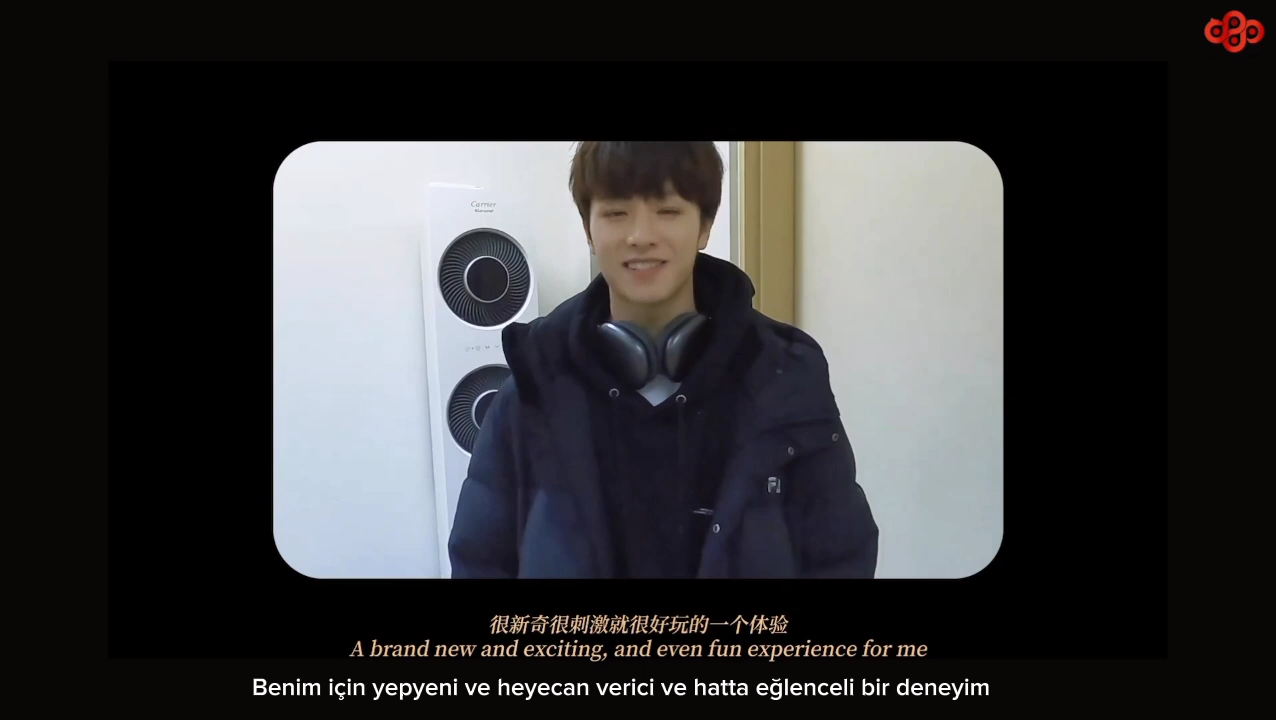 Carrier
很新奇很刺激就很好玩的一个体验
A brand new and exciting, and even fun experience for me
Benim için yepyeni ve heyecan verici ve hatta eğlenceli bir deneyim